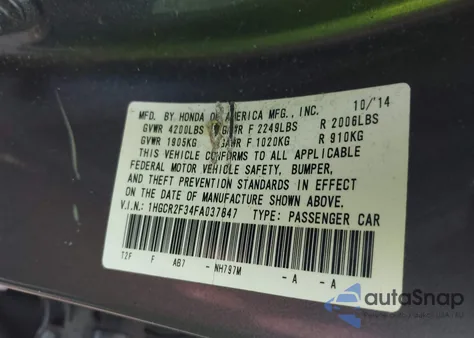 MFD. BY HONDA OF AMERICA MFG., INC. 10/'14
GVWR 4200LBS GAWR F 2249LBS R 2006LBS
GVWR 1905KG GAWR F 1020KG R 910KG
THIS VEHICLE CONFORMS TO ALL APPLICABLE
FEDERAL MOTOR VEHICLE SAFETY, BUMPER,
AND THEFT PREVENTION STANDARDS IN EFFECT
ON THE DATE OF MANUFACTURE SHOWN ABOVE.
V.I.N.: 1HGCR2F34FA037847 TYPE: PASSENGER CAR
T2F F AB7 - NH797M - A - A
autoSnap